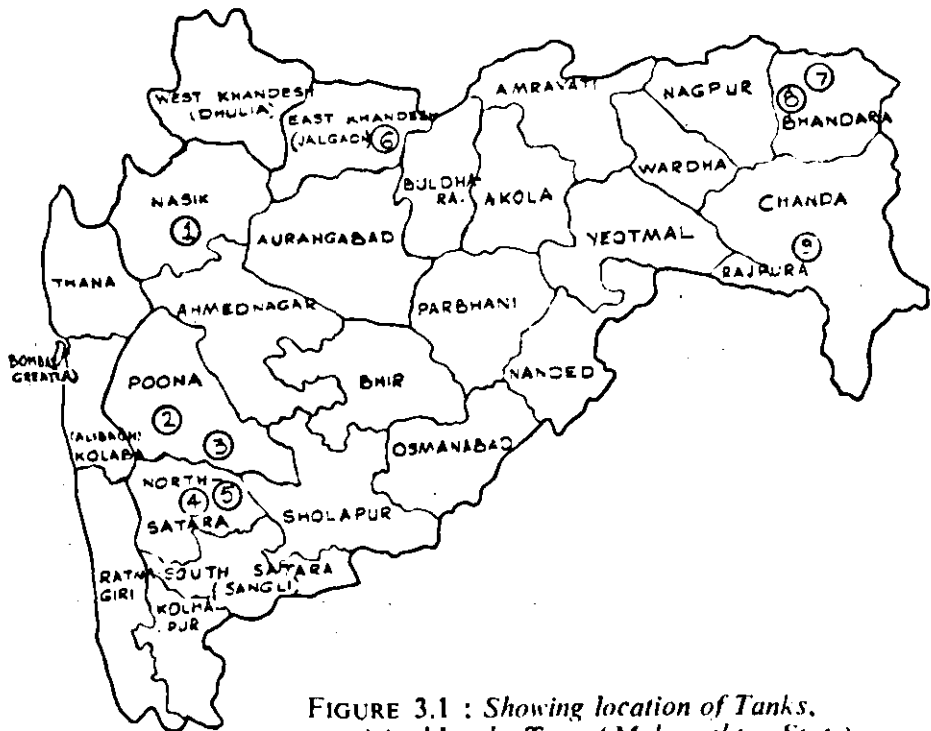 WEST KHANDESH
(DHULIA)
EAST KHANDESH
(JALGAON)
6
AMRAVATI
NAGPUR
7
8
BHANDARA
NASIK
1
BULDHA
RA.
AKOLA
WARDHA
CHANDA
AURANGABAD
YEOTMAL
9
RAJPURA
THANA
AHMEDNAGAR
PARBHANI
BOMBAY
GREATER
POONA
BHIR
NANDED
2
3
(ALIBAGH)
KOLABA
OSMANABAD
NORTH
4
5
SATARA
SHOLAPUR
RATNA
GIRI
SOUTH SATARA
(SANGLI)
KOLHA
PUR
FIGURE 3.1 : Showing location of Tanks,